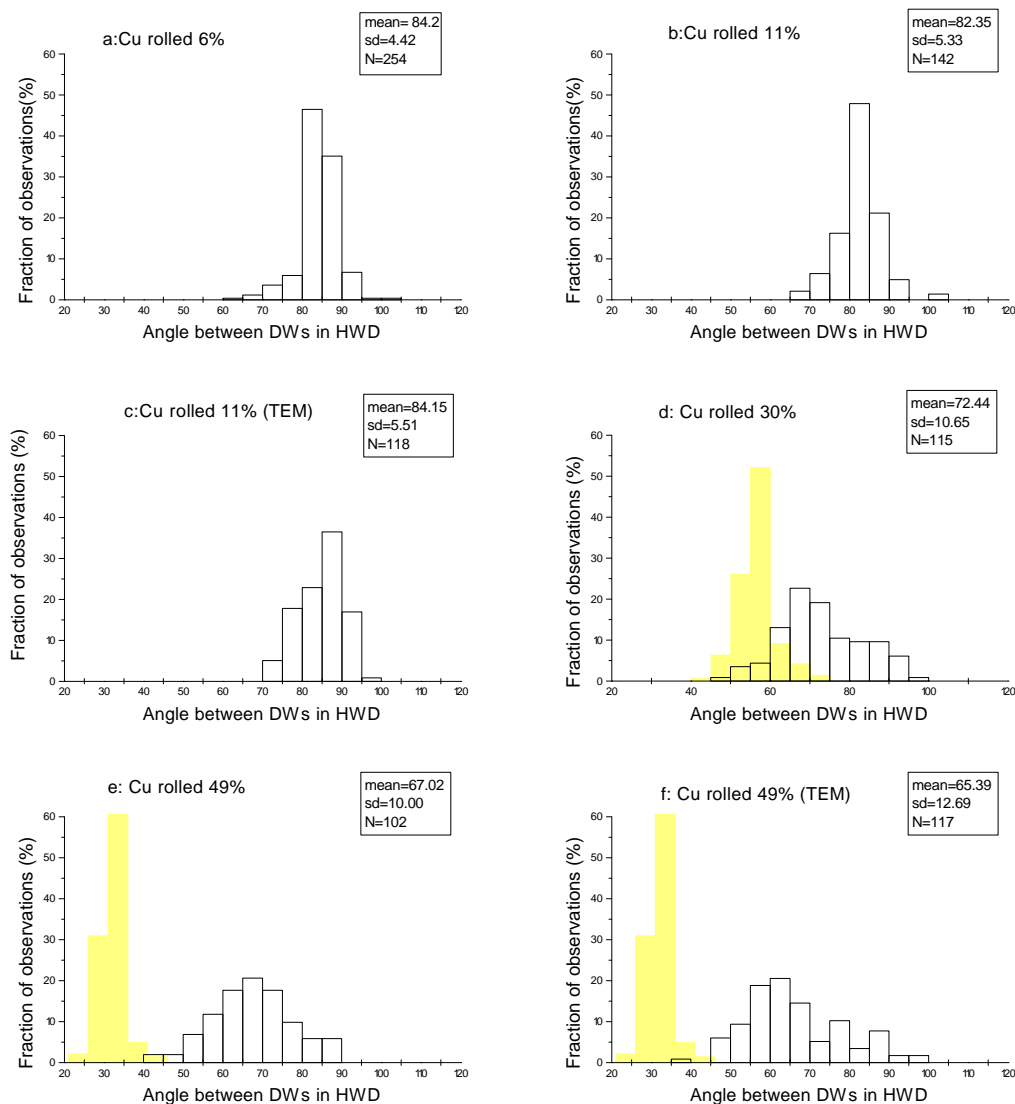 a:Cu rolled 6%
mean= 84.2
sd=4.42
N=254
Fraction of observations(%)
60
50
40
30
20
10
0
20 30 40 50 60 70 80 90 100 110 120
Angle between DWs in HWD
b:Cu rolled 11%
mean=82.35
sd=5.33
N=142
Fraction of observations(%)
60
50
40
30
20
10
0
20 30 40 50 60 70 80 90 100 110 120
Angle between DWs in HWD
c:Cu rolled 11% (TEM)
mean=84.15
sd=5.51
N=118
Fraction of observations (%)
60
50
40
30
20
10
0
20 30 40 50 60 70 80 90 100 110 120
Angle between DWs in HWD
d: Cu rolled 30%
mean=72.44
sd=10.65
N=115
Fraction of observations (%)
60
50
40
30
20
10
0
20 30 40 50 60 70 80 90 100 110 120
Angle between DWs in HWD
e: Cu rolled 49%
mean=67.02
sd=10.00
N=102
Fraction of observations (%)
60
50
40
30
20
10
0
20 30 40 50 60 70 80 90 100 110 120
Angle between DWs in HWD
f: Cu rolled 49% (TEM)
mean=65.39
sd=12.69
N=117
Fraction of observations (%)
60
50
40
30
20
10
0
20 30 40 50 60 70 80 90 100 110 120
Angle between DWs in HWD